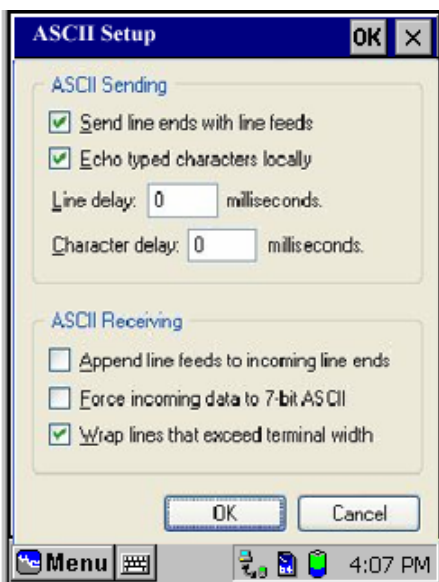 ASCII Setup OK
ASCII Sending
Send line ends with line feeds
Echo typed characters locally
Line delay: 0 milliseconds.
Character delay: 0 milliseconds.
ASCII Receiving
Append line feeds to incoming line ends
Force incoming data to 7-bit ASCII
Wrap lines that exceed terminal width
OK Cancel
Menu 4:07 PM